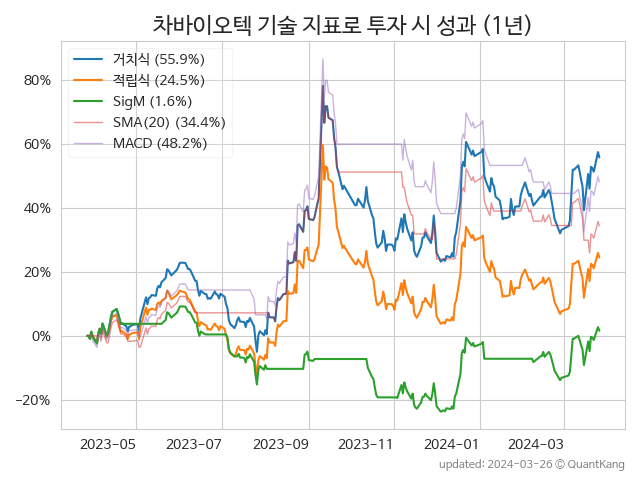 차바이오텍 기술 지표로 투자 시 성과 (1년)
거치식 (55.9%)
적립식 (24.5%)
SigM (1.6%)
SMA(20) (34.4%)
MACD (48.2%)
80%
60%
40%
20%
0%
−20%
2023-05 2023-07 2023-09 2023-11 2024-01 2024-03
updated: 2024-03-26 © QuantKang